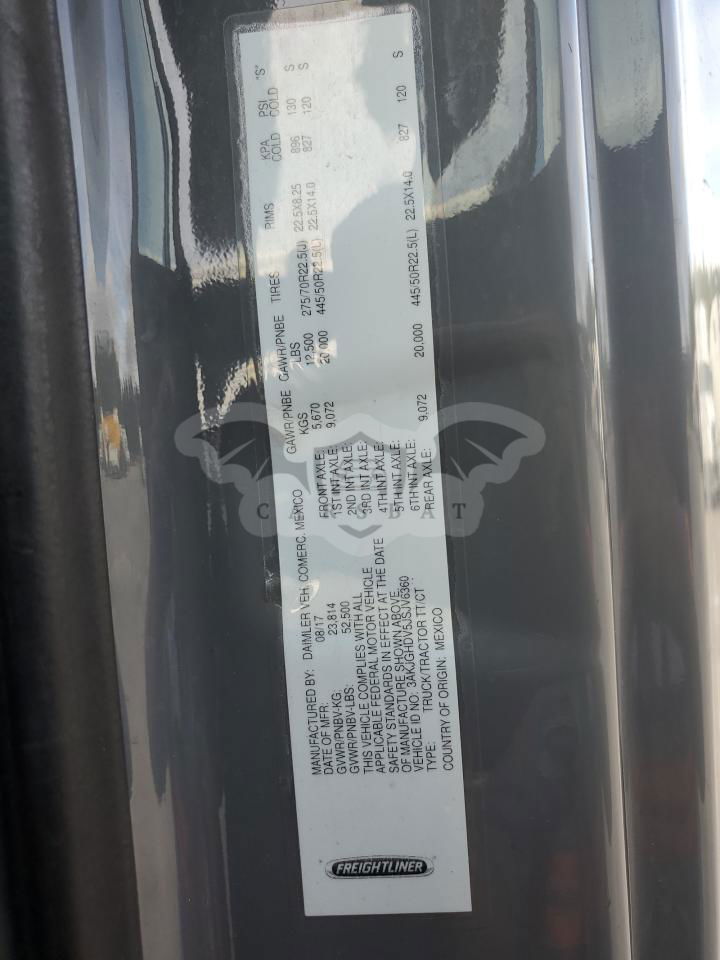 FREIGHTLINER
MANUFACTURED BY: DAIMLER VEH. COMERC. MEXICO
DATE OF MFR: 08/17
GVWR/PNBV-KG: 23,814
GVWR/PNBV-LBS: 52,500
THIS VEHICLE COMPLIES WITH ALL
APPLICABLE FEDERAL MOTOR VEHICLE
SAFETY STANDARDS IN EFFECT AT THE DATE
OF MANUFACTURE SHOWN ABOVE.
VEHICLE ID NO: 3AKJGHDV5JSJV6360
TYPE: TRUCK/TRACTOR TT/CT
COUNTRY OF ORIGIN: MEXICO
GAWR/PNBE GAWR/PNBE TIRES RIMS KPA PSI "S"
KGS LBS COLD COLD
FRONT AXLE: 5,670 12,500 275/70R22.5(J) 22.5X8.25 896 130 S
1ST INT AXLE: 9,072 20,000 445/50R22.5(L) 22.5X14.0 827 120 S
2ND INT AXLE:
3RD INT AXLE:
4TH INT AXLE:
5TH INT AXLE:
6TH INT AXLE:
REAR AXLE: 9,072 20,000 445/50R22.5(L) 22.5X14.0 827 120 S
CARSBAT